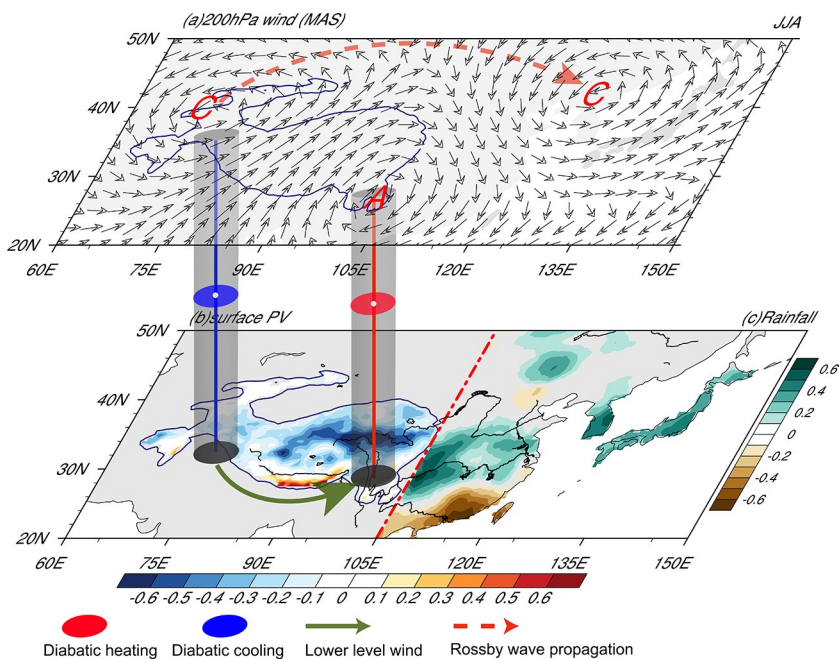 (a)200hPa wind (MAS) JJA
50N
C C
40N
30N
A
20N
60E 75E 90E 105E 120E 135E 150E
(b)surface PV (c)Rainfall
50N
0.6
0.4
40N
0.2
0
-0.2
30N
-0.4
-0.6
20N
60E 75E 90E 105E 120E 135E 150E
-0.6 -0.5 -0.4 -0.3 -0.2 -0.1 0 0.1 0.2 0.3 0.4 0.5 0.6
Diabatic heating Diabatic cooling Lower level wind Rossby wave propagation